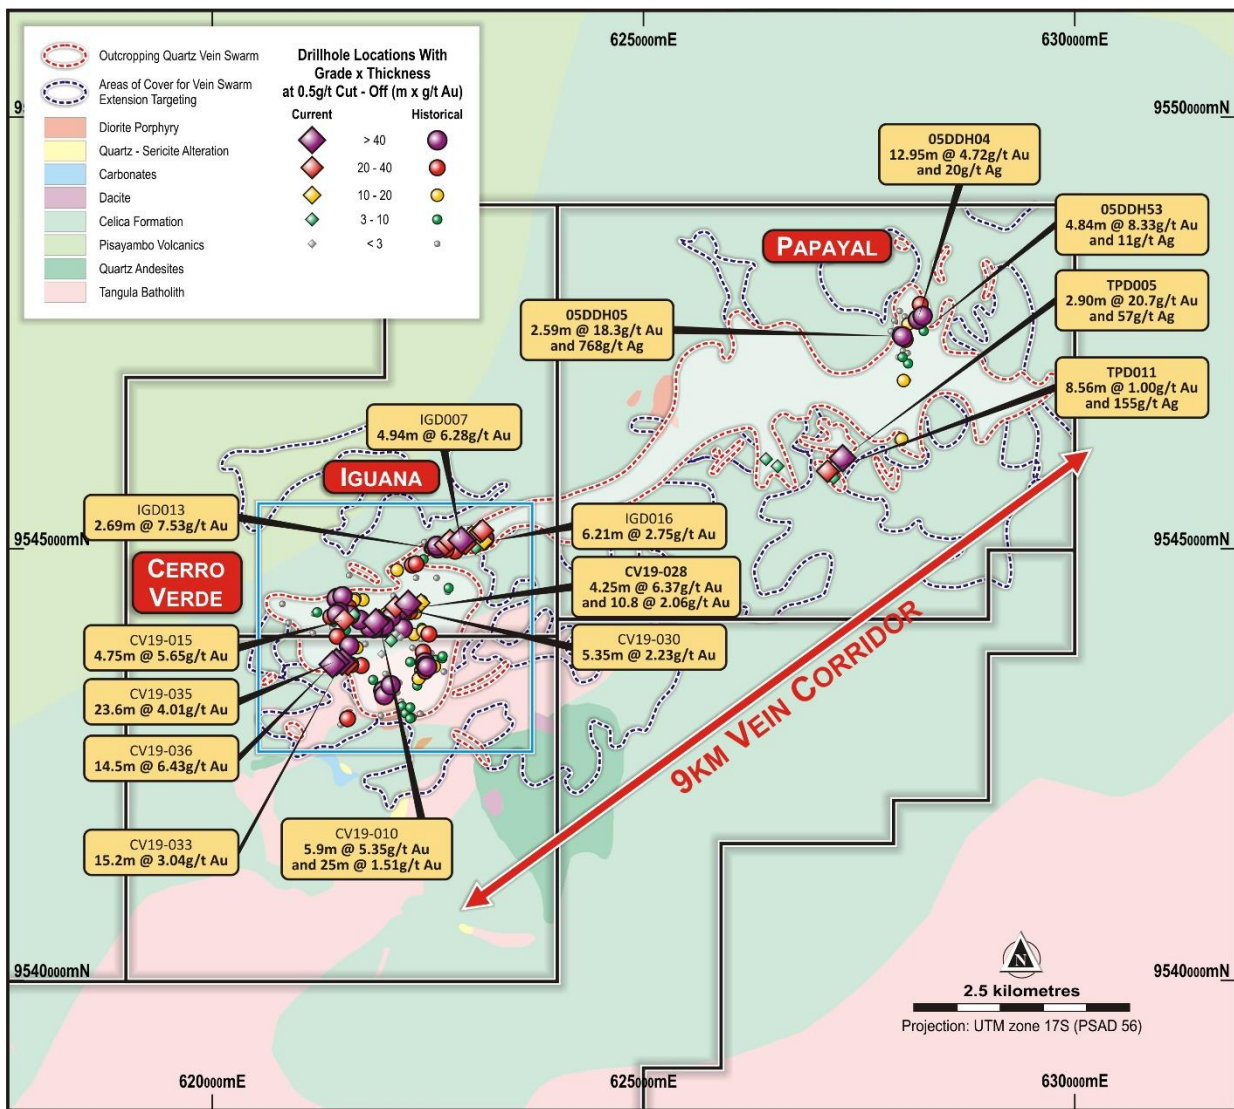 620000mE
625000mE
630000mE
Outcropping Quartz Vein Swarm
Areas of Cover for Vein Swarm
Extension Targeting
Diorite Porphyry
Quartz - Sericite Alteration
Carbonates
Dacite
Celica Formation
Pisayambo Volcanics
Quartz Andesites
Tangula Batholith
Drillhole Locations With
Grade x Thickness
at 0.5g/t Cut - Off (m x g/t Au)
Current
Historical
> 40
20 - 40
10 - 20
3 - 10
< 3
9550000mN
05DDH04
12.95m @ 4.72g/t Au
and 20g/t Ag
05DDH53
4.84m @ 8.33g/t Au
and 11g/t Ag
PAPAYAL
TPD005
2.90m @ 20.7g/t Au
and 57g/t Ag
05DDH05
2.59m @ 18.3g/t Au
and 768g/t Ag
TPD011
8.56m @ 1.00g/t Au
and 155g/t Ag
IGD007
4.94m @ 6.28g/t Au
IGUANA
IGD013
2.69m @ 7.53g/t Au
IGD016
6.21m @ 2.75g/t Au
9545000mN
9545000mN
CERRO
VERDE
CV19-028
4.25m @ 6.37g/t Au
and 10.8 @ 2.06g/t Au
CV19-015
4.75m @ 5.65g/t Au
CV19-030
5.35m @ 2.23g/t Au
CV19-035
23.6m @ 4.01g/t Au
CV19-036
14.5m @ 6.43g/t Au
9KM VEIN CORRIDOR
CV19-033
15.2m @ 3.04g/t Au
CV19-010
5.9m @ 5.35g/t Au
and 25m @ 1.51g/t Au
9540000mN
9540000mN
N
2.5 kilometres
Projection: UTM zone 17S (PSAD 56)
620000mE
625000mE
630000mE